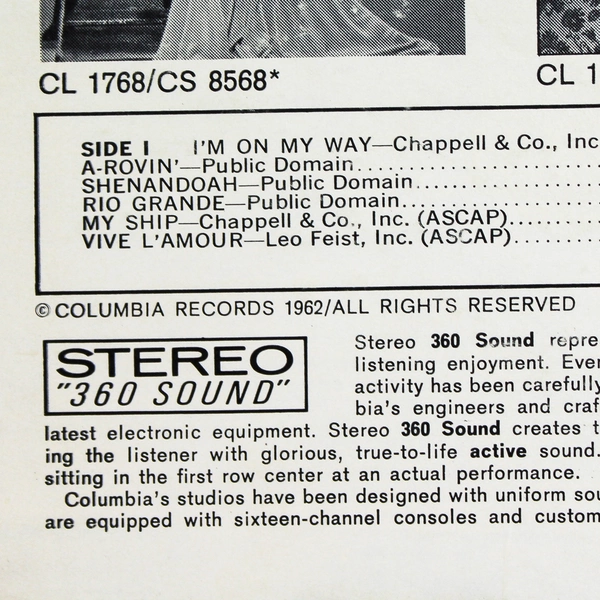 CL 1768/CS 8568*
CL 1
SIDE I I'M ON MY WAY—Chappell & Co., Inc
A-ROVIN'—Public Domain....................
SHENANDOAH—Public Domain................
RIO GRANDE—Public Domain................
MY SHIP—Chappell & Co., Inc. (ASCAP).......
VIVE L'AMOUR—Leo Feist, Inc. (ASCAP).......
© COLUMBIA RECORDS 1962/ALL RIGHTS RESERVED
STEREO
"360 SOUND"
Stereo 360 Sound repre
listening enjoyment. Ever
activity has been carefully
bia's engineers and craf
latest electronic equipment. Stereo 360 Sound creates t
ing the listener with glorious, true-to-life active sound.
sitting in the first row center at an actual performance.
Columbia's studios have been designed with uniform sou
are equipped with sixteen-channel consoles and custom